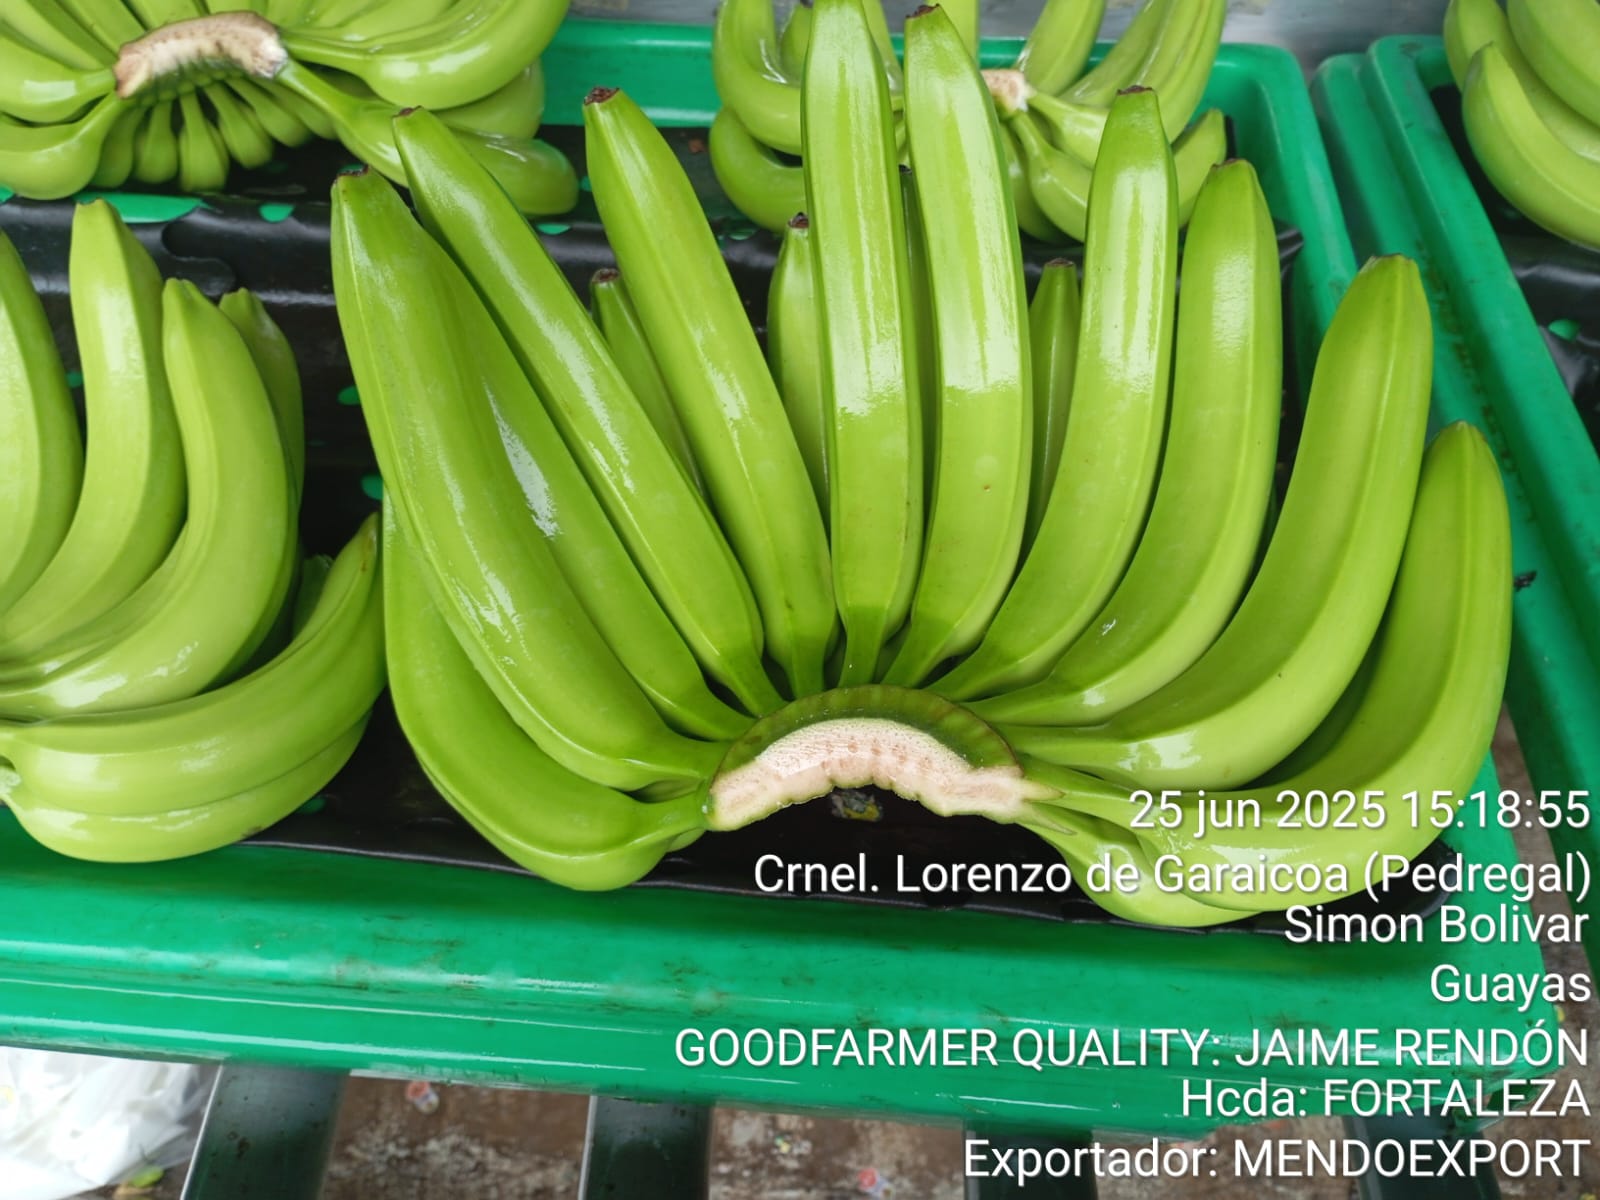 25 jun 2025 15:18:55
Crnel. Lorenzo de Garaicoa (Pedregal)
Simon Bolivar
Guayas
GOODFARMER QUALITY: JAIME RENDÓN
Hcda: FORTALEZA
Exportador: MENDOEXPORT